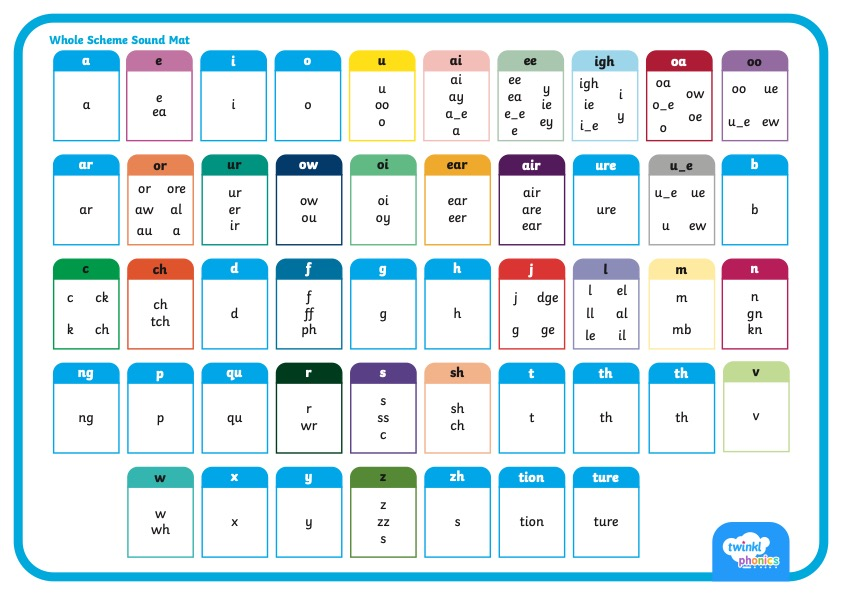 Whole Scheme Sound Mat
a e i o u ai ee igh oa oo
a
e
ea
i
o
u
oo
o
ai
ay
a_e
a
ee y
ea ie
e_e ey
e
igh i
ie y
i_e
oa ow
o_e oe
o
oo ue
u_e ew
ar or ur ow oi ear air ure u_e b
ar
or ore
aw al
au a
ur
er
ir
ow
ou
oi
oy
ear
eer
air
are
ear
ure
u_e ue
u ew
b
c ch d f g h j l m n
c ck
k ch
ch
tch
d
f
ff
ph
g
h
j dge
g ge
l el
ll al
le il
m
mb
n
gn
kn
ng p qu r s sh t th th v
ng
p
qu
r
wr
s
ss
c
sh
ch
t
th
th
v
w x y z zh tion ture
w
wh
x
y
z
zz
s
s
tion
ture
twinkl
phonics